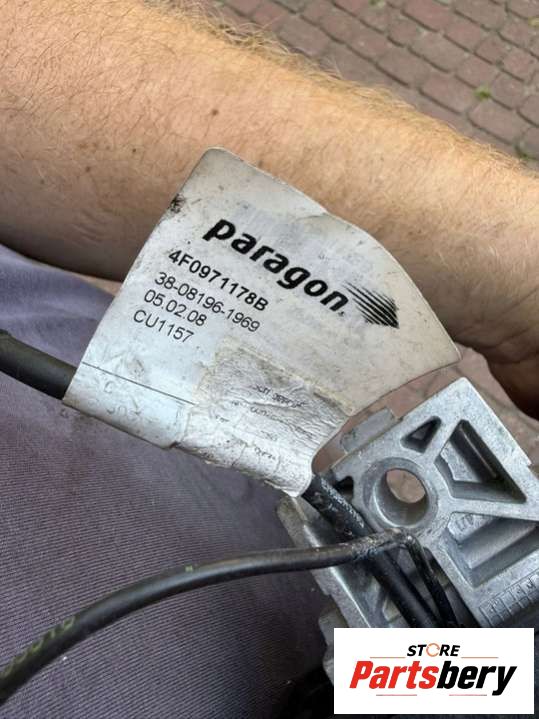 paragon
4F0971178B
38-08196-1969
05.02.08
CU1157
STORE
Partsbery